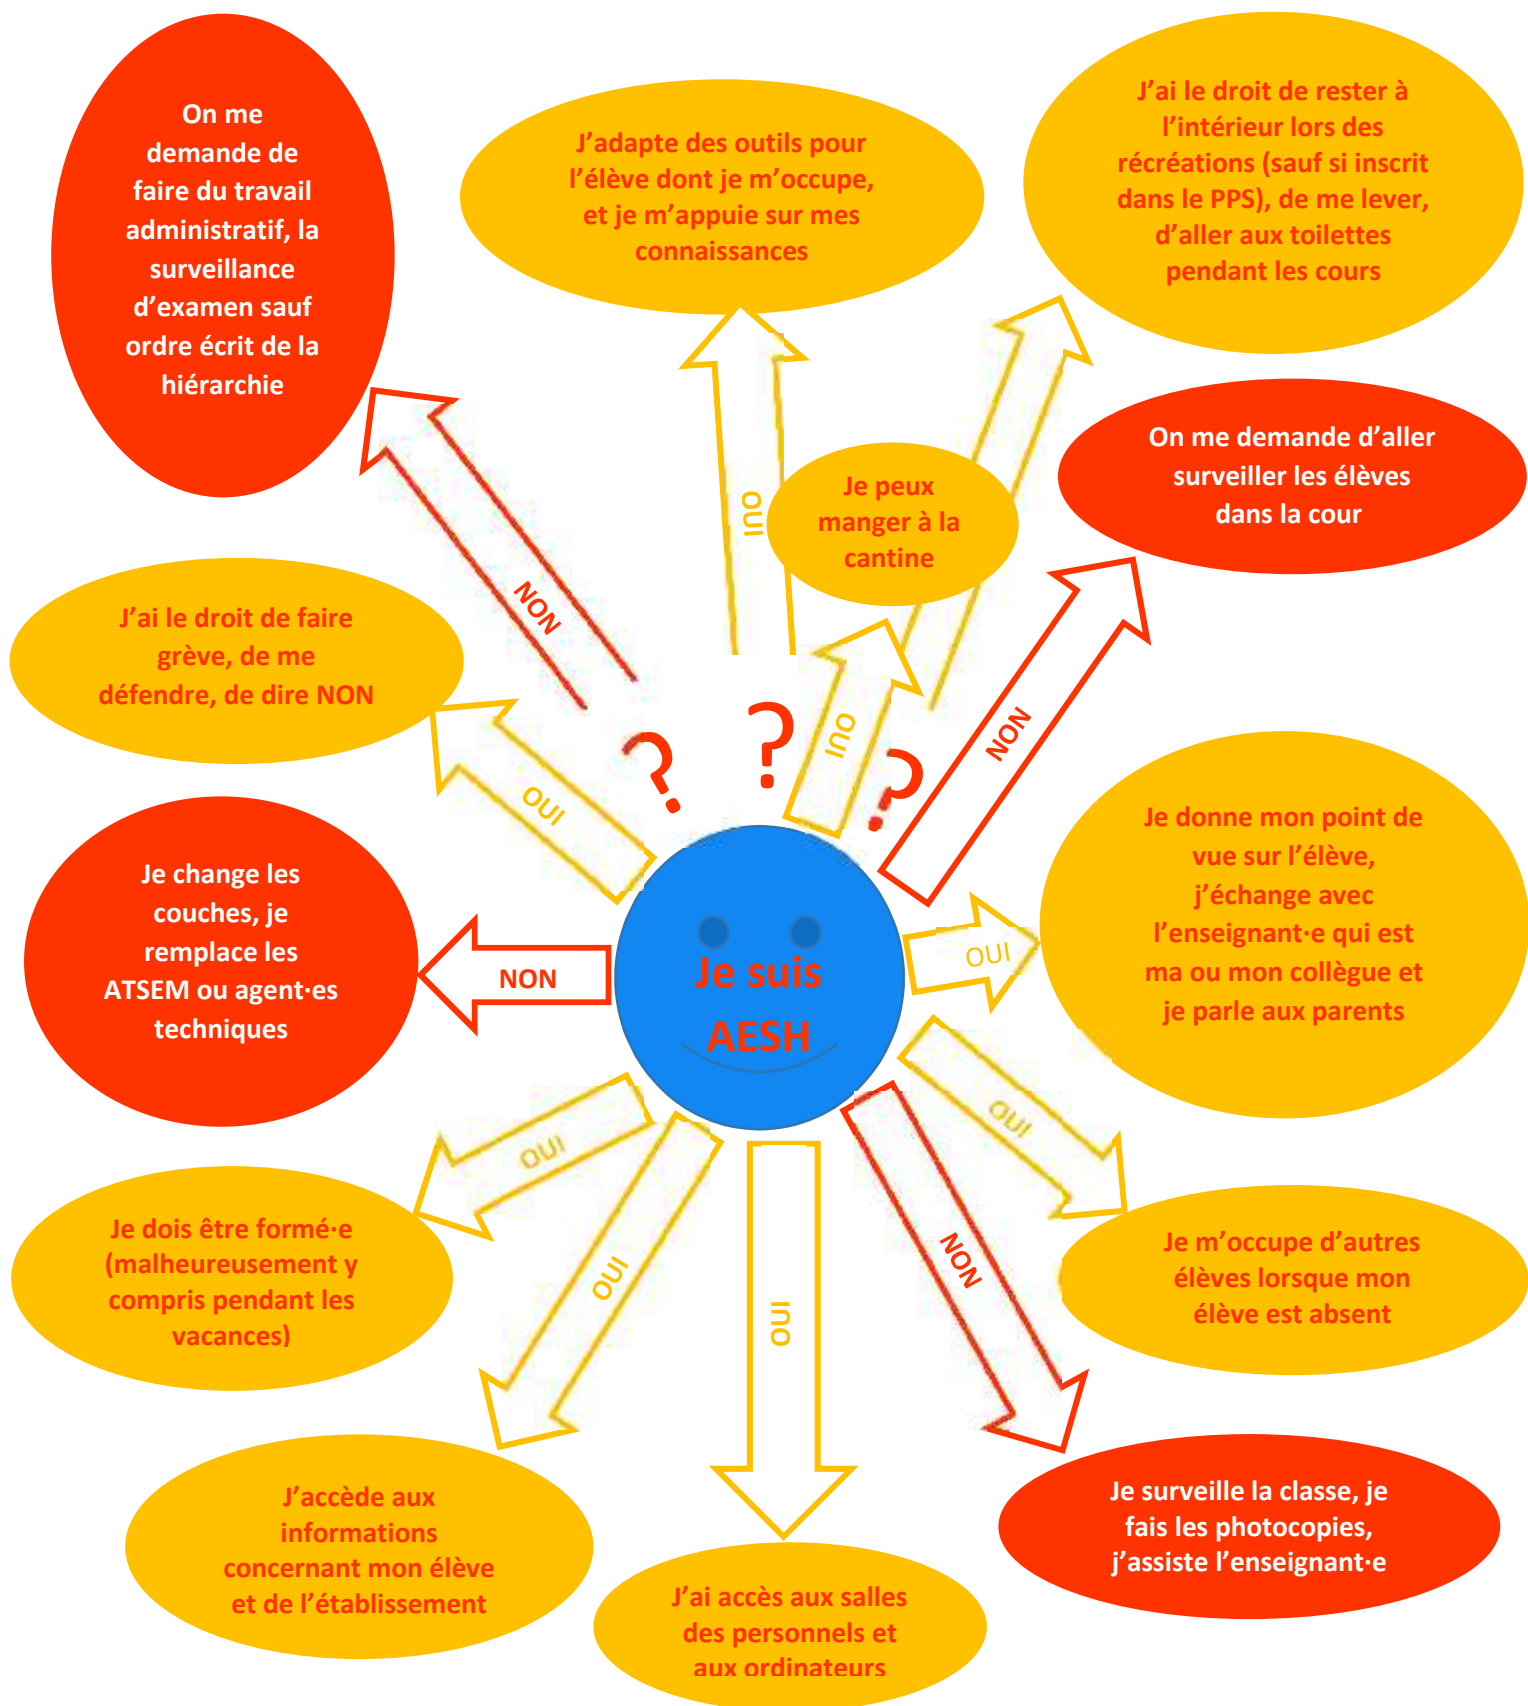 On me
demande de
faire du travail
administratif, la
surveillance
d'examen sauf
ordre écrit de la
hiérarchie
J'adapte des outils pour
l'élève dont je m'occupe,
et je m'appuie sur mes
connaissances
J'ai le droit de rester à
l'intérieur lors des
récréations (sauf si inscrit
dans le PPS), de me lever,
d'aller aux toilettes
pendant les cours
On me demande d'aller
surveiller les élèves
dans la cour
Je peux
manger à la
cantine
OUI
NON
J'ai le droit de faire
grève, de me
défendre, de dire NON
OUI
? ? ?
OUI
NON
Je donne mon point de
vue sur l'élève,
j'échange avec
l'enseignant·e qui est
ma ou mon collègue et
je parle aux parents
OUI
Je change les
couches, je
remplace les
ATSEM ou agent·es
techniques
NON
Je suis
AESH
OUI
OUI
Je dois être formé·e
(malheureusement y
compris pendant les
vacances)
OUI
OUI
NON
Je m'occupe d'autres
élèves lorsque mon
élève est absent
J'accède aux
informations
concernant mon élève
et de l'établissement
J'ai accès aux salles
des personnels et
aux ordinateurs
Je surveille la classe, je
fais les photocopies,
j'assiste l'enseignant·e